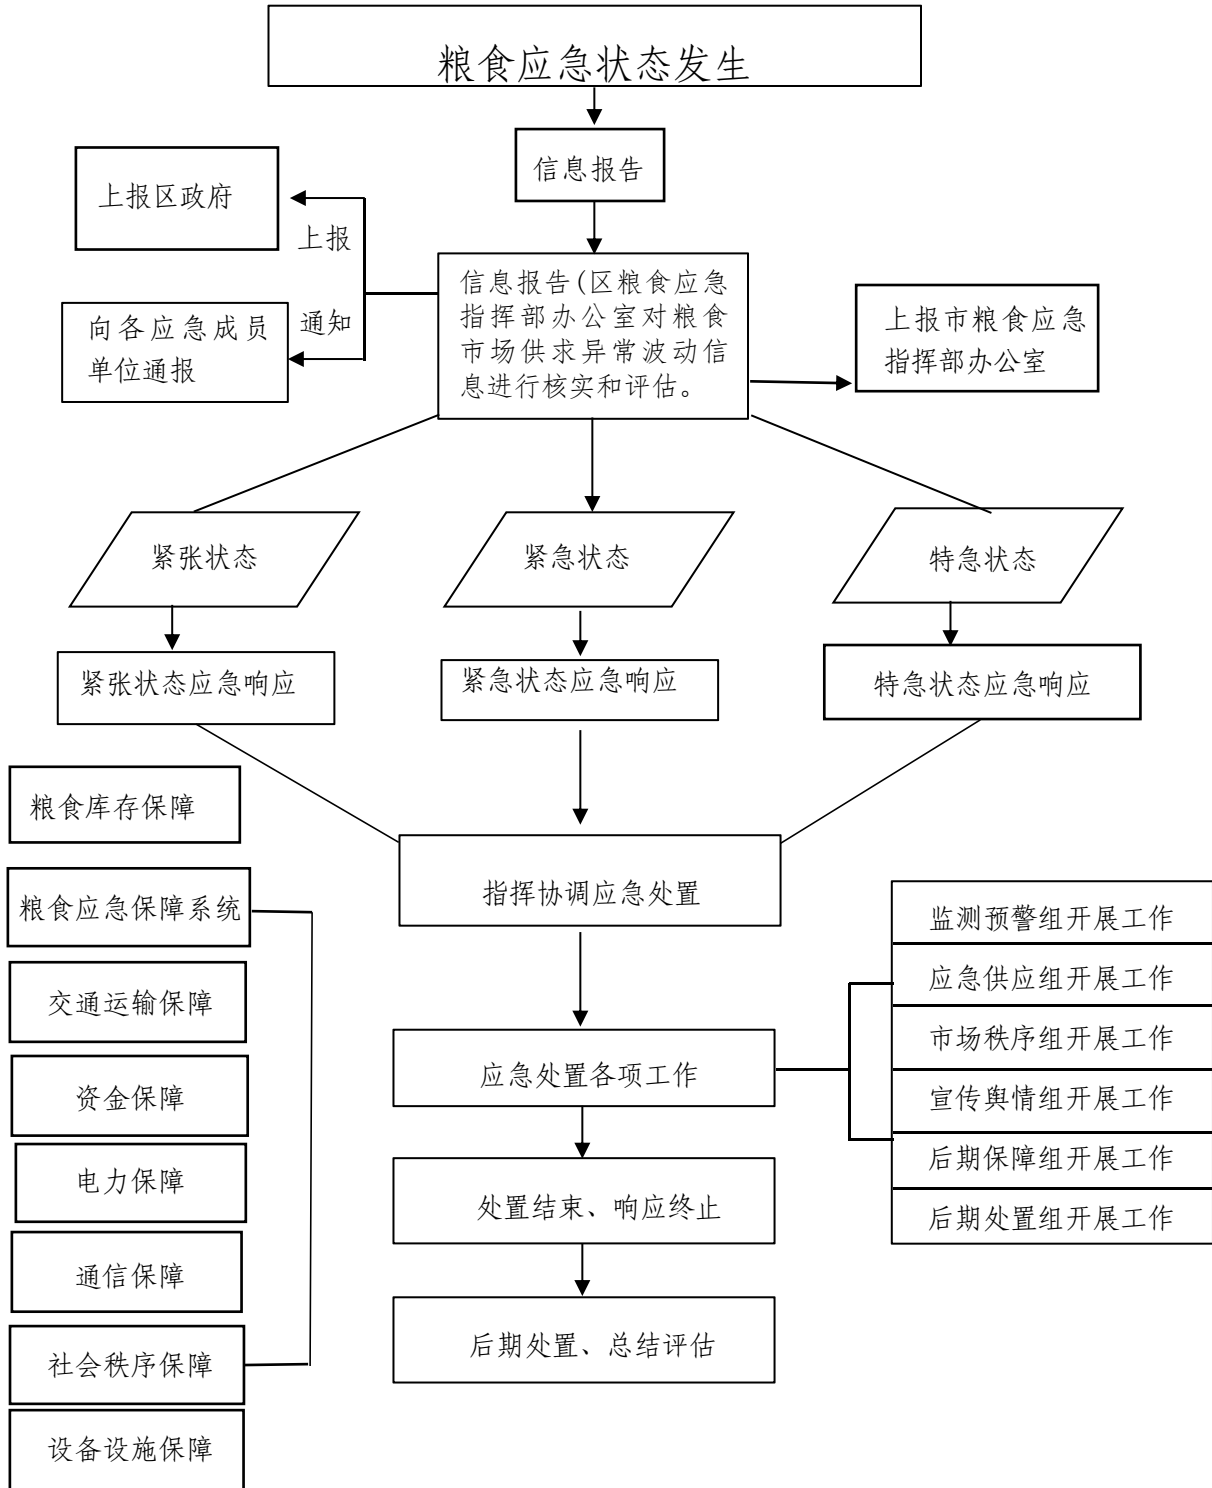 粮食应急状态发生
信息报告
上报区政府
上报
信息报告(区粮食应急
指挥部办公室对粮食
市场供求异常波动信
息进行核实和评估。
通知
向各应急成员
单位通报
上报市粮食应急
指挥部办公室
紧张状态
紧急状态
特急状态
紧张状态应急响应
紧急状态应急响应
特急状态应急响应
粮食库存保障
粮食应急保障系统
交通运输保障
资金保障
电力保障
通信保障
社会秩序保障
设备设施保障
指挥协调应急处置
应急处置各项工作
处置结束、响应终止
后期处置、总结评估
监测预警组开展工作
应急供应组开展工作
市场秩序组开展工作
宣传舆情组开展工作
后期保障组开展工作
后期处置组开展工作